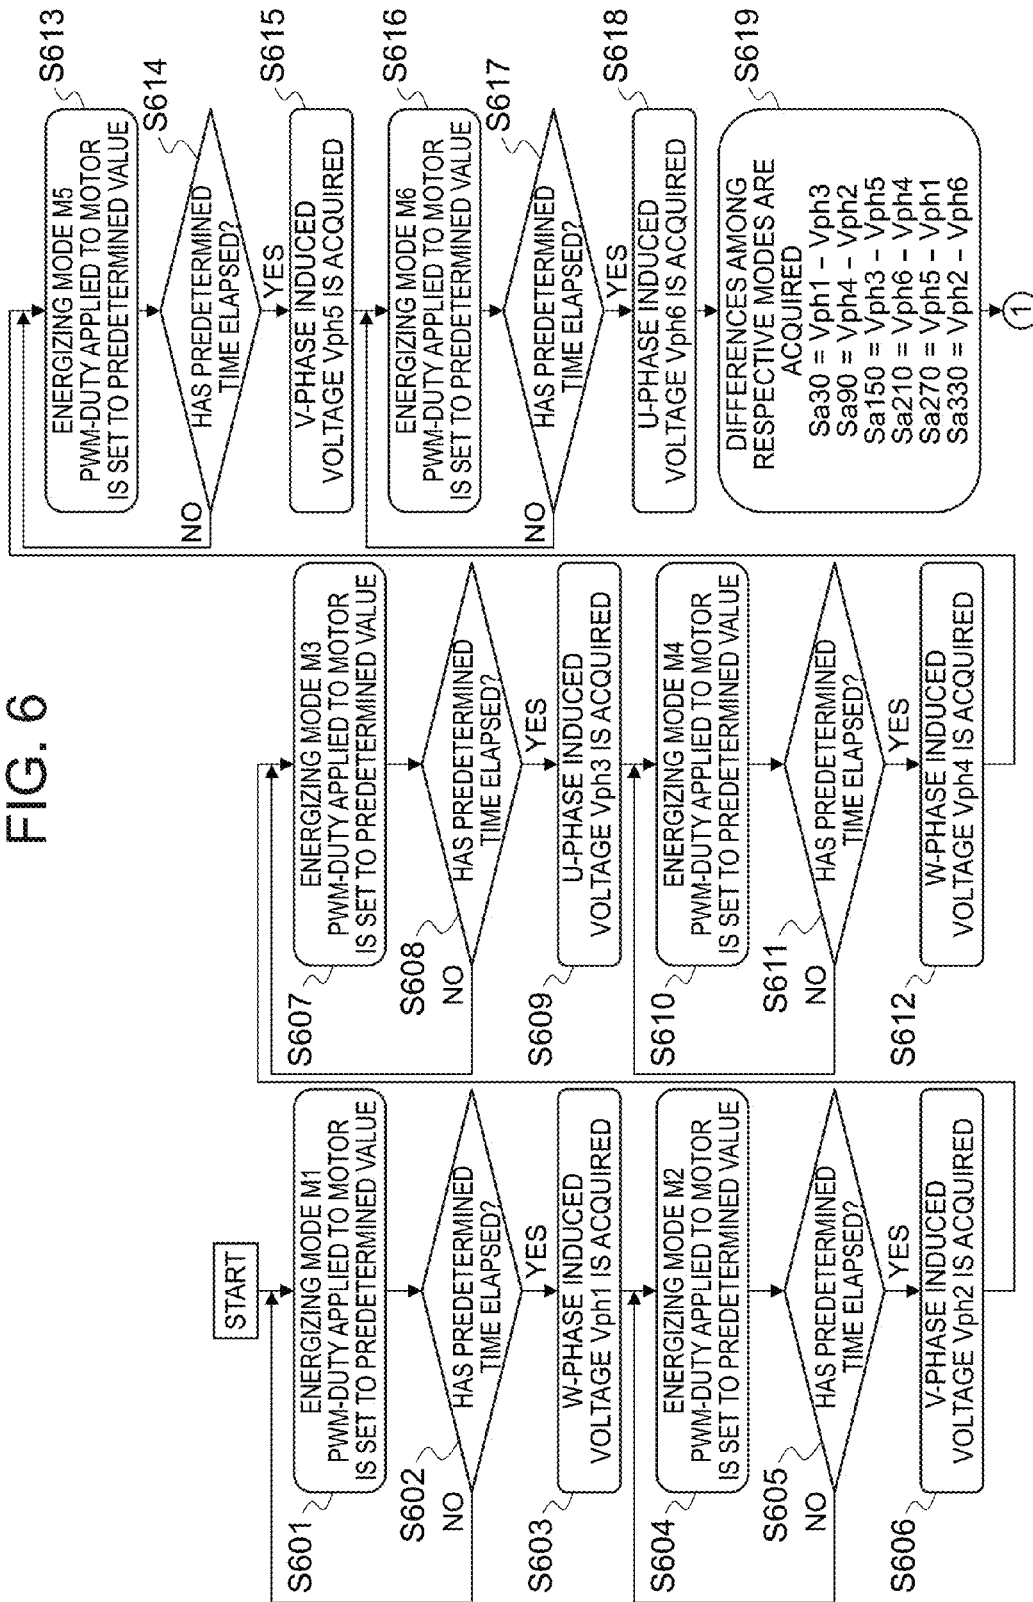 FIG. 6
START
S601
ENERGIZING MODE M1
PWM-DUTY APPLIED TO MOTOR
IS SET TO PREDETERMINED VALUE
S602
HAS PREDETERMINED
TIME ELAPSED?
NO
YES
S603
W-PHASE INDUCED
VOLTAGE Vph1 IS ACQUIRED
S604
ENERGIZING MODE M2
PWM-DUTY APPLIED TO MOTOR
IS SET TO PREDETERMINED VALUE
S605
HAS PREDETERMINED
TIME ELAPSED?
NO
YES
S606
V-PHASE INDUCED
VOLTAGE Vph2 IS ACQUIRED
S607
ENERGIZING MODE M3
PWM-DUTY APPLIED TO MOTOR
IS SET TO PREDETERMINED VALUE
S608
HAS PREDETERMINED
TIME ELAPSED?
NO
YES
S609
U-PHASE INDUCED
VOLTAGE Vph3 IS ACQUIRED
S610
ENERGIZING MODE M4
PWM-DUTY APPLIED TO MOTOR
IS SET TO PREDETERMINED VALUE
S611
HAS PREDETERMINED
TIME ELAPSED?
NO
YES
S612
W-PHASE INDUCED
VOLTAGE Vph4 IS ACQUIRED
S613
ENERGIZING MODE M5
PWM-DUTY APPLIED TO MOTOR
IS SET TO PREDETERMINED VALUE
S614
HAS PREDETERMINED
TIME ELAPSED?
NO
YES
S615
V-PHASE INDUCED
VOLTAGE Vph5 IS ACQUIRED
S616
ENERGIZING MODE M6
PWM-DUTY APPLIED TO MOTOR
IS SET TO PREDETERMINED VALUE
S617
HAS PREDETERMINED
TIME ELAPSED?
NO
YES
S618
U-PHASE INDUCED
VOLTAGE Vph6 IS ACQUIRED
S619
DIFFERENCES AMONG
RESPECTIVE MODES ARE
ACQUIRED
Sa30 = Vph1 – Vph3
Sa90 = Vph4 – Vph2
Sa150 = Vph3 – Vph5
Sa210 = Vph6 – Vph4
Sa270 = Vph5 – Vph1
Sa330 = Vph2 – Vph6
1